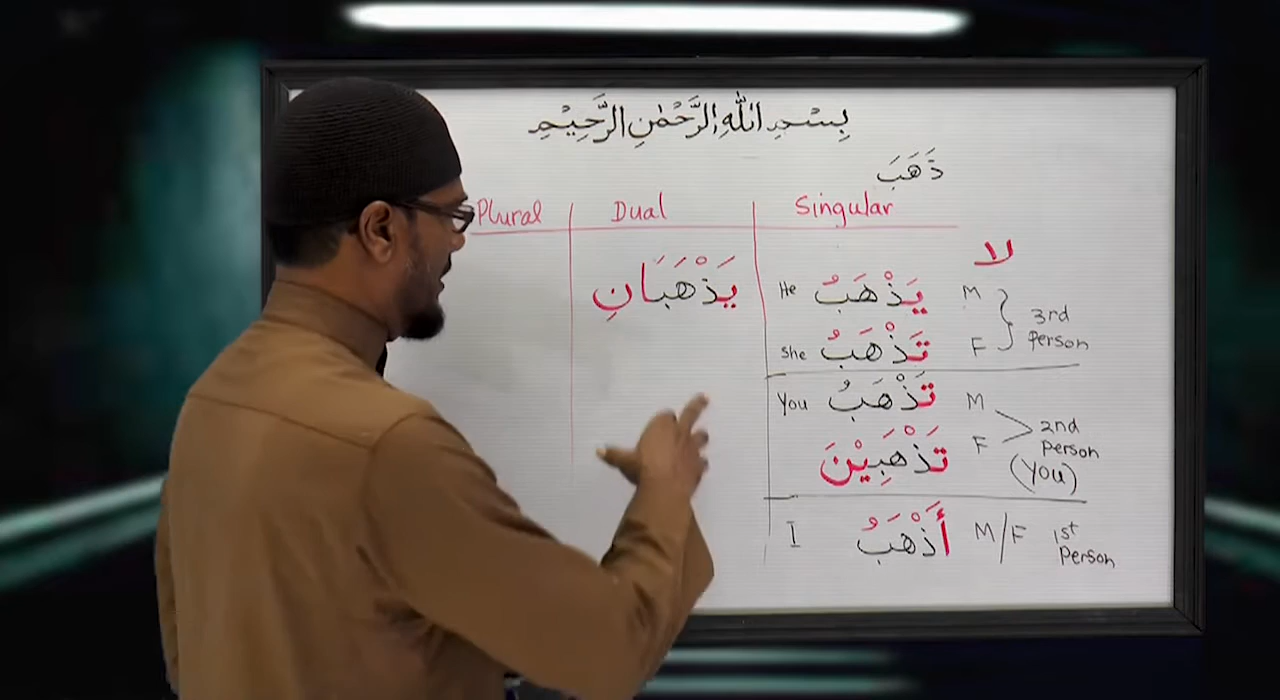 بِسْمِ اللّٰهِ الرَّحْمٰنِ الرَّحِيْمِ
ذَهَبَ
Plural Dual Singular
لا
يَذْهَبَانِ He يَذْهَبُ M
3rd Person
She تَذْهَبُ F
You تَذْهَبُ M
2nd Person (You)
تَذْهَبِيْنَ F
I أَذْهَبُ M/F 1st Person